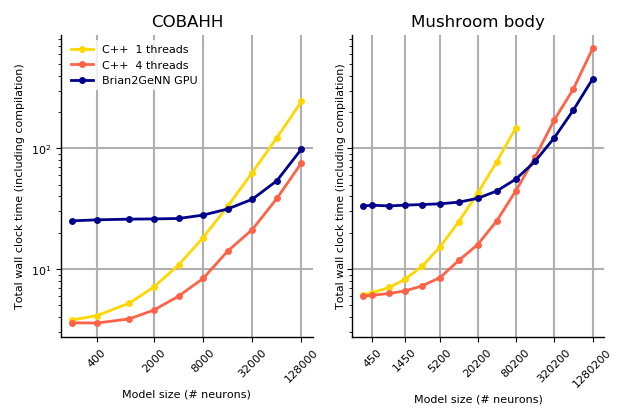 COBAHH
Total wall clock time (including compilation)
C++ 1 threads
C++ 4 threads
Brian2GeNN GPU
10²
10¹
400
2000
8000
32000
128000
Model size (# neurons)
Mushroom body
Total wall clock time (including compilation)
450
1450
5200
20200
80200
320200
1280200
Model size (# neurons)